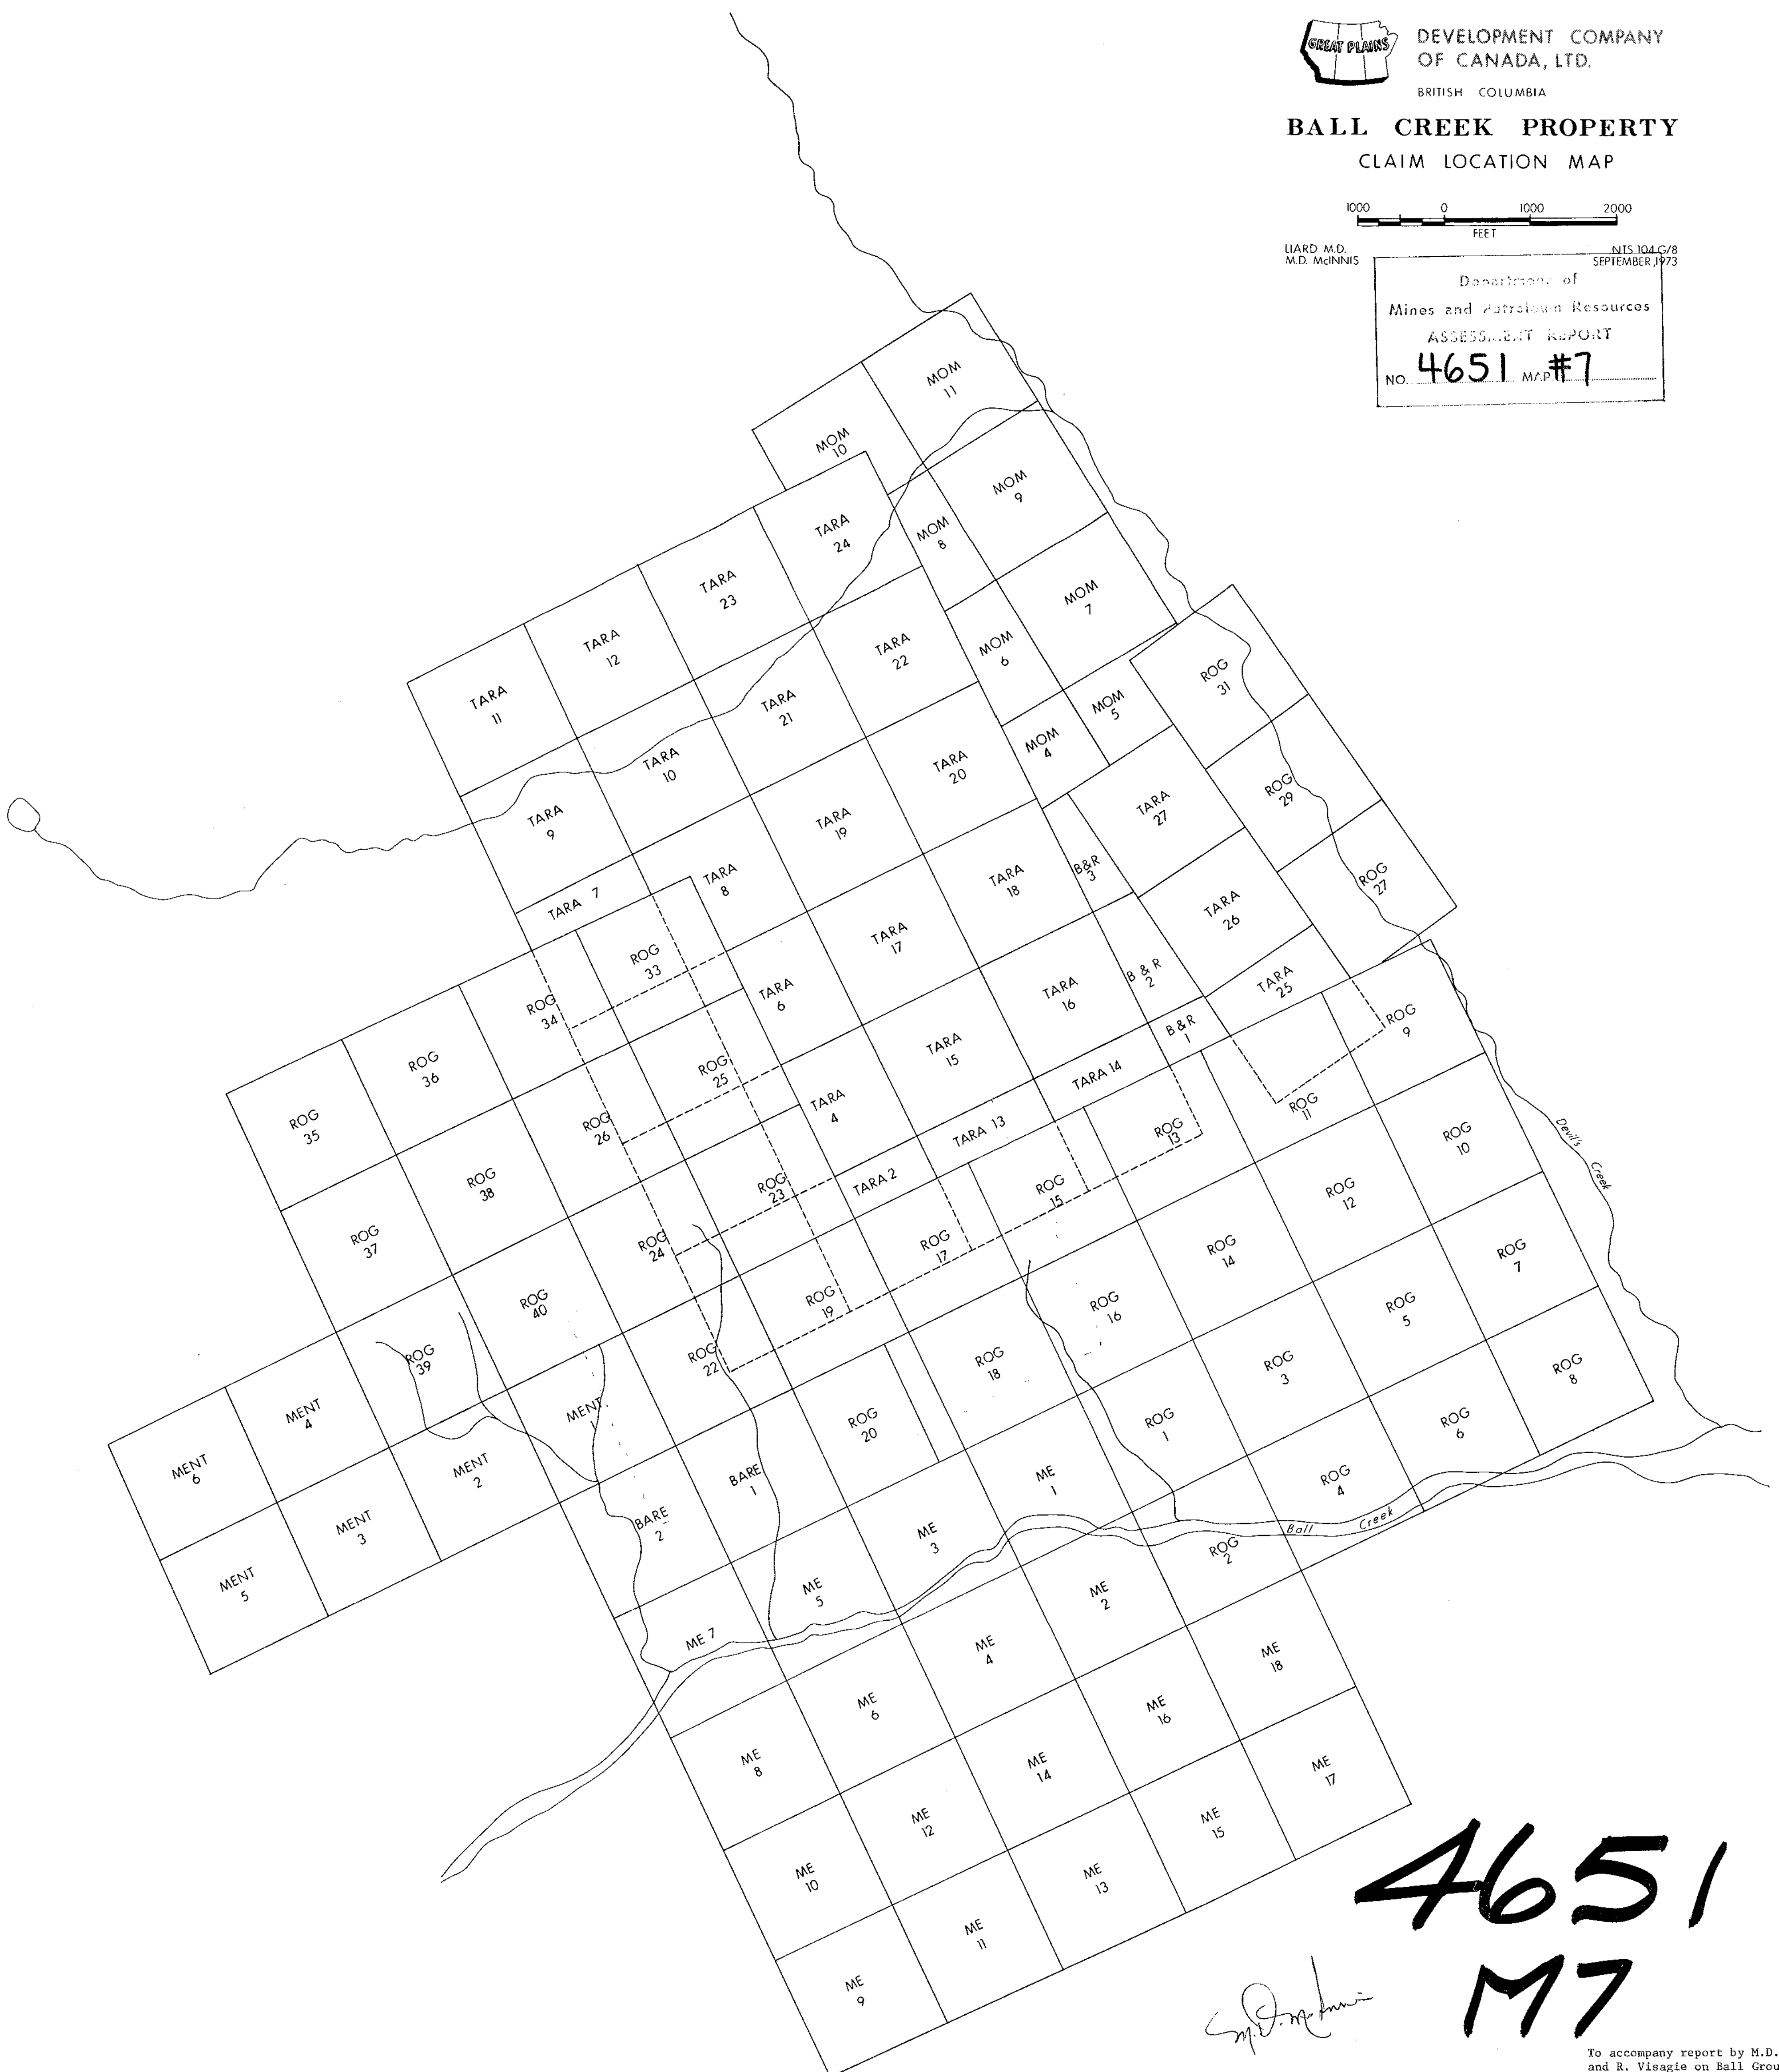 GREAT PLAINS
DEVELOPMENT COMPANY
OF CANADA, LTD.
BRITISH COLUMBIA
BALL CREEK PROPERTY
CLAIM LOCATION MAP
1000 0 1000 2000
FEET
LIARD M.D.
M.D. McINNIS
NTS 104 G/8
SEPTEMBER, 1973
Department of
Mines and Petroleum Resources
ASSESSMENT REPORT
NO. 4651 MAP #7
MOM 11
MOM 10
MOM 9
MOM 8
MOM 7
MOM 6
MOM 5
MOM 4
TARA 24
TARA 23
TARA 12
TARA 11
TARA 22
TARA 21
TARA 10
TARA 9
TARA 20
TARA 19
TARA 8
TARA 7
TARA 18
TARA 17
TARA 6
TARA 27
TARA 26
TARA 25
B&R 3
B & R 2
B&R 1
TARA 16
TARA 15
TARA 4
TARA 14
TARA 13
TARA 2
ROG 31
ROG 29
ROG 27
ROG 33
ROG 34
ROG 36
ROG 35
ROG 25
ROG 26
ROG 38
ROG 37
ROG 23
ROG 24
ROG 40
ROG 39
ROG 9
ROG 11
ROG 13
ROG 15
ROG 17
ROG 19
ROG 22
ROG 10
ROG 12
ROG 14
ROG 16
ROG 18
ROG 20
ROG 7
ROG 5
ROG 3
ROG 1
ROG 8
ROG 6
ROG 4
ROG 2
MENT 1
MENT 2
MENT 3
MENT 4
MENT 5
MENT 6
BARE 1
BARE 2
ME 1
ME 3
ME 5
ME 7
ME 2
ME 4
ME 6
ME 8
ME 18
ME 16
ME 14
ME 12
ME 10
ME 17
ME 15
ME 13
ME 11
ME 9
Devil's Creek
Ball Creek
4651
M7
M.D. McInnis
To accompany report by M.D.
and R. Visagie on Ball Grou